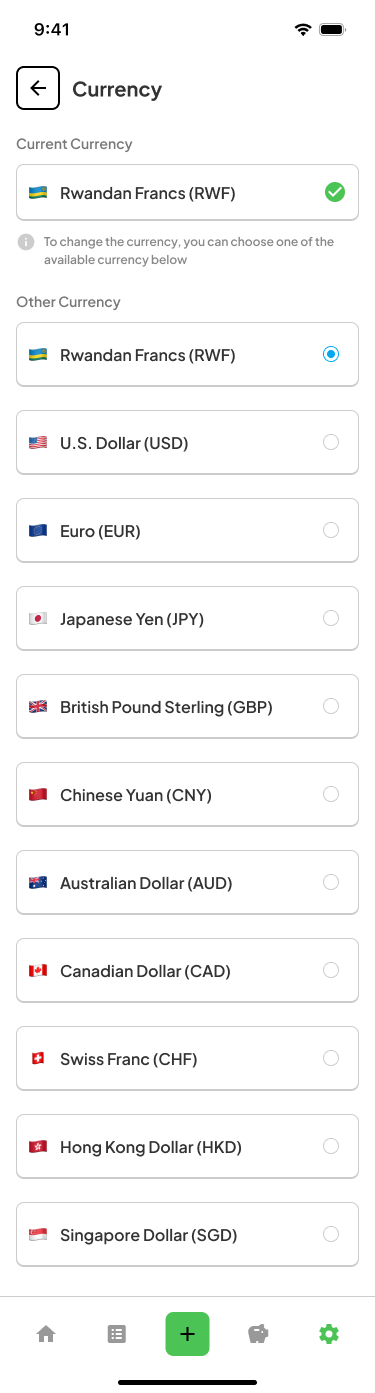 9:41
Currency
Current Currency
Rwandan Francs (RWF)
To change the currency, you can choose one of the
available currency below
Other Currency
Rwandan Francs (RWF)
U.S. Dollar (USD)
Euro (EUR)
Japanese Yen (JPY)
British Pound Sterling (GBP)
Chinese Yuan (CNY)
Australian Dollar (AUD)
Canadian Dollar (CAD)
Swiss Franc (CHF)
Hong Kong Dollar (HKD)
Singapore Dollar (SGD)